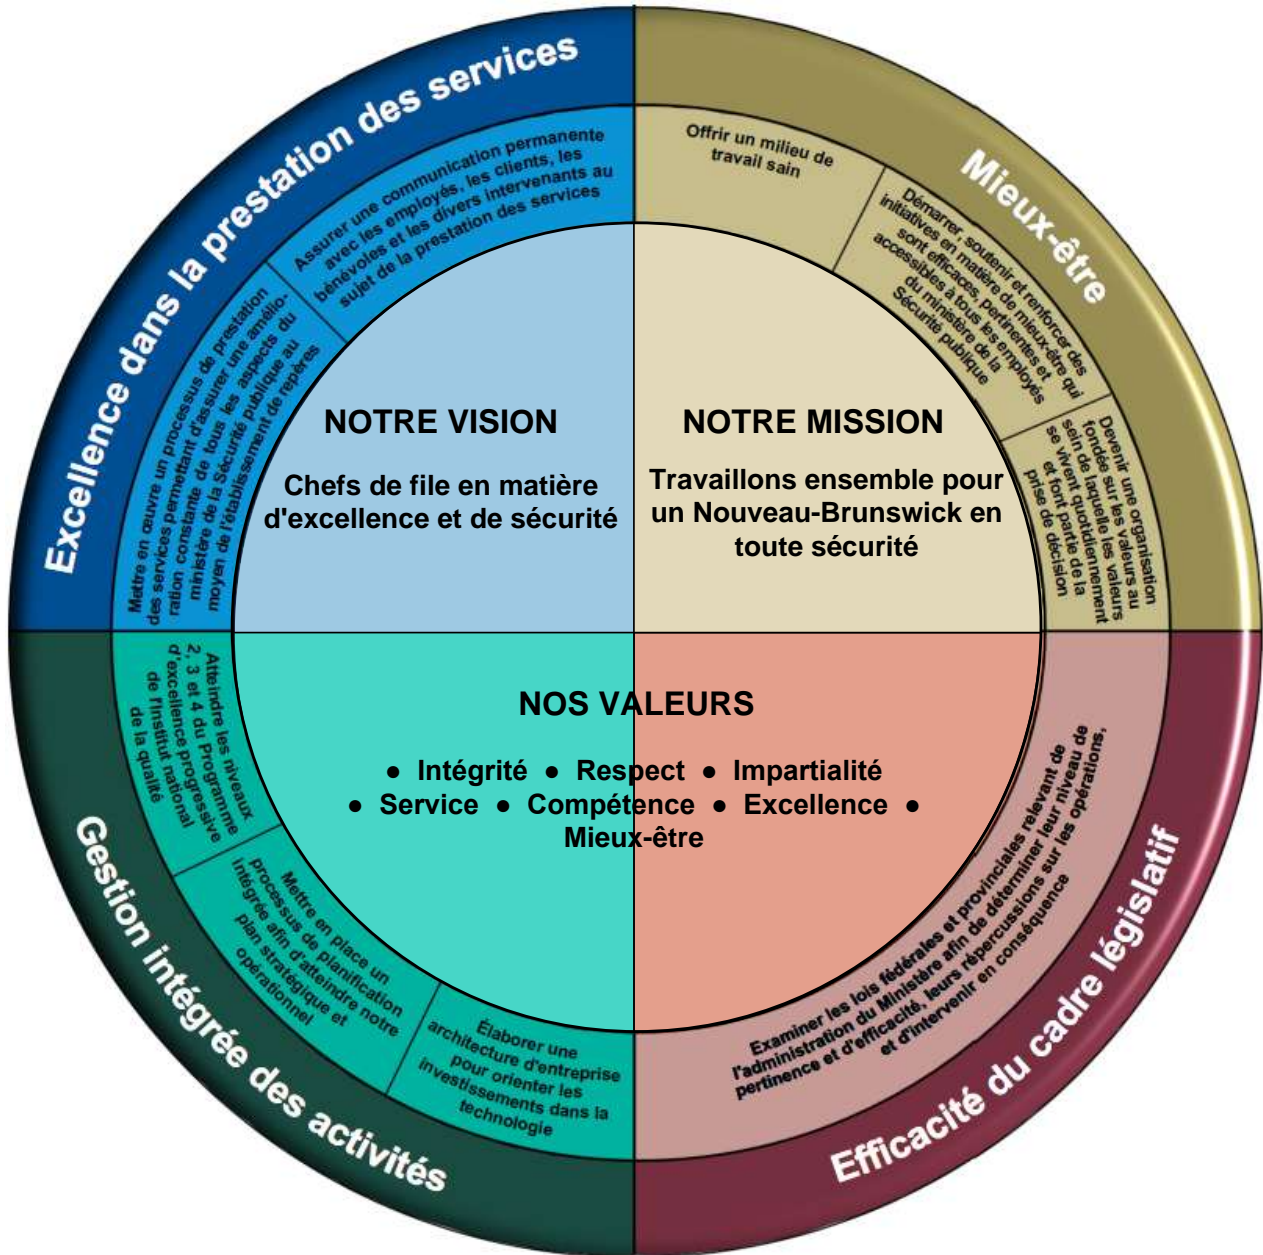 Excellence dans la prestation des services
Assurer une communication permanente
avec les employés, les clients, les
bénévoles et les divers intervenants au
sujet de la prestation des services
Mettre en œuvre un processus de prestation
des services permettant d'assurer une amélio-
ration constante de tous les aspects du
ministère de la Sécurité publique au
moyen de l'établissement de repères
Mieux-être
Offrir un milieu de
travail sain
Démarrer, soutenir et renforcer des
initiatives en matière de mieux-être qui
sont efficaces, pertinentes et
accessibles à tous les employés
du ministère de la
Sécurité publique
Devenir une organisation
fondée sur les valeurs au
sein de laquelle les valeurs
se vivent quotidiennement
et font partie de la
prise de décision
NOTRE VISION
Chefs de file en matière
d'excellence et de sécurité
NOTRE MISSION
Travaillons ensemble pour
un Nouveau-Brunswick en
toute sécurité
NOS VALEURS
● Intégrité ● Respect ● Impartialité
● Service ● Compétence ● Excellence ●
Mieux-être
Gestion intégrée des activités
Atteindre les niveaux
2, 3 et 4 du Programme
d'excellence progressive
de l'Institut national
de la qualité
Mettre en place un
processus de planification
intégrée afin d'atteindre notre
plan stratégique et
opérationnel
Élaborer une
architecture d'entreprise
pour orienter les
investissements dans la
technologie
Efficacité du cadre législatif
Examiner les lois fédérales et provinciales relevant de
l'administration du Ministère afin de déterminer leur niveau de
pertinence et d'efficacité, leurs répercussions sur les opérations,
et d'intervenir en conséquence